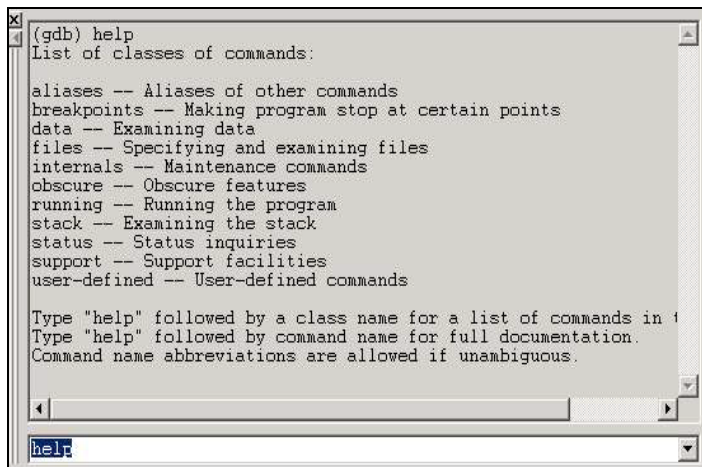 (gdb) help
List of classes of commands:
aliases -- Aliases of other commands
breakpoints -- Making program stop at certain points
data -- Examining data
files -- Specifying and examining files
internals -- Maintenance commands
obscure -- Obscure features
running -- Running the program
stack -- Examining the stack
status -- Status inquiries
support -- Support facilities
user-defined -- User-defined commands
Type "help" followed by a class name for a list of commands in
Type "help" followed by command name for full documentation.
Command name abbreviations are allowed if unambiguous.
help